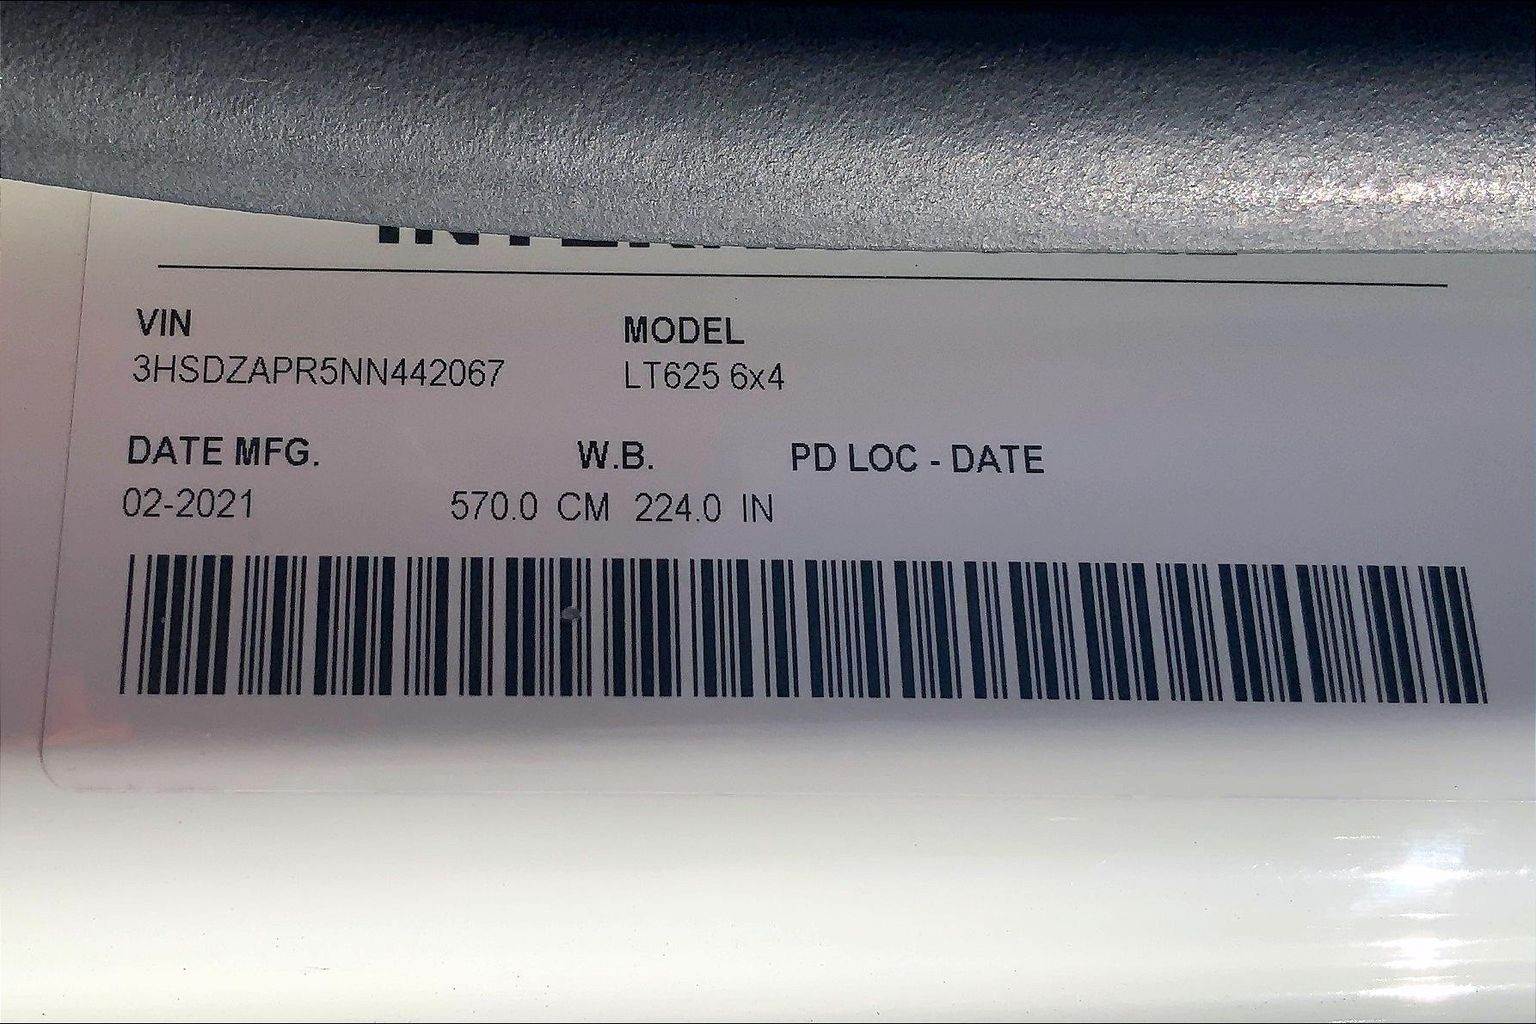 VIN MODEL
3HSDZAPR5NN442067 LT625 6x4
DATE MFG. W.B. PD LOC - DATE
02-2021 570.0 CM 224.0 IN